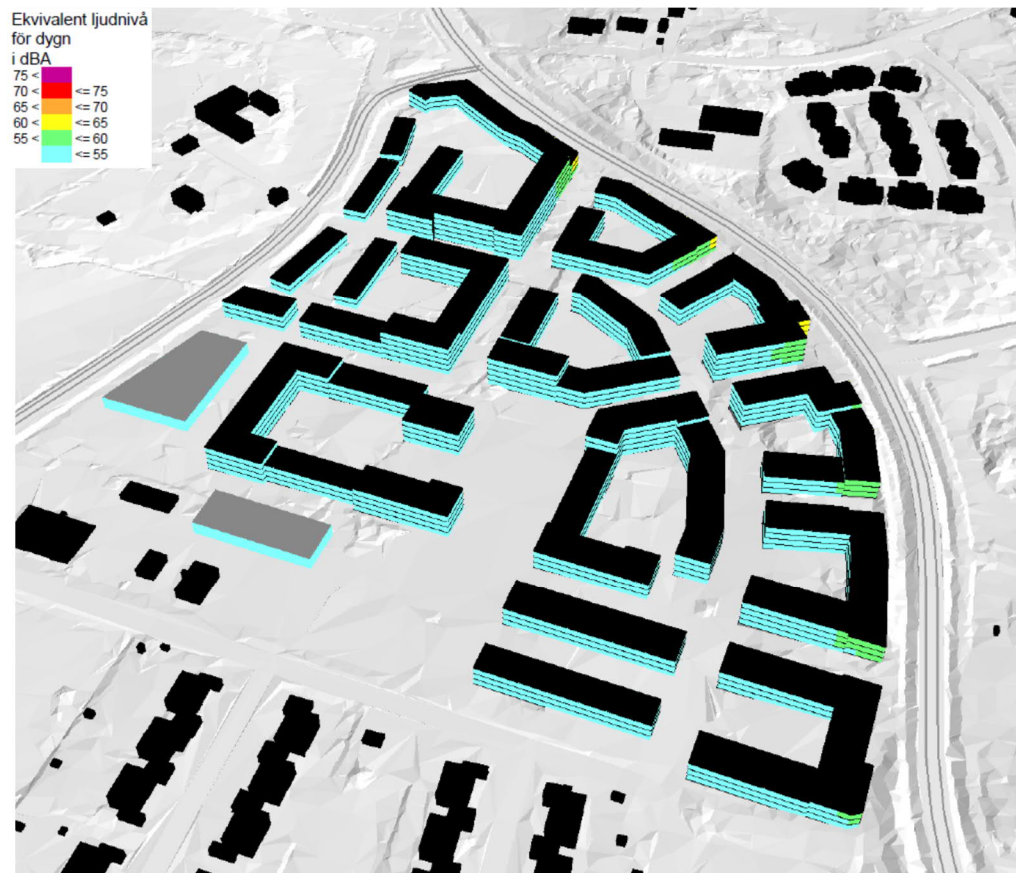 Ekvivalent ljudnivå
för dygn
i dBA
75 <
70 < <= 75
65 < <= 70
60 < <= 65
55 < <= 60
<= 55